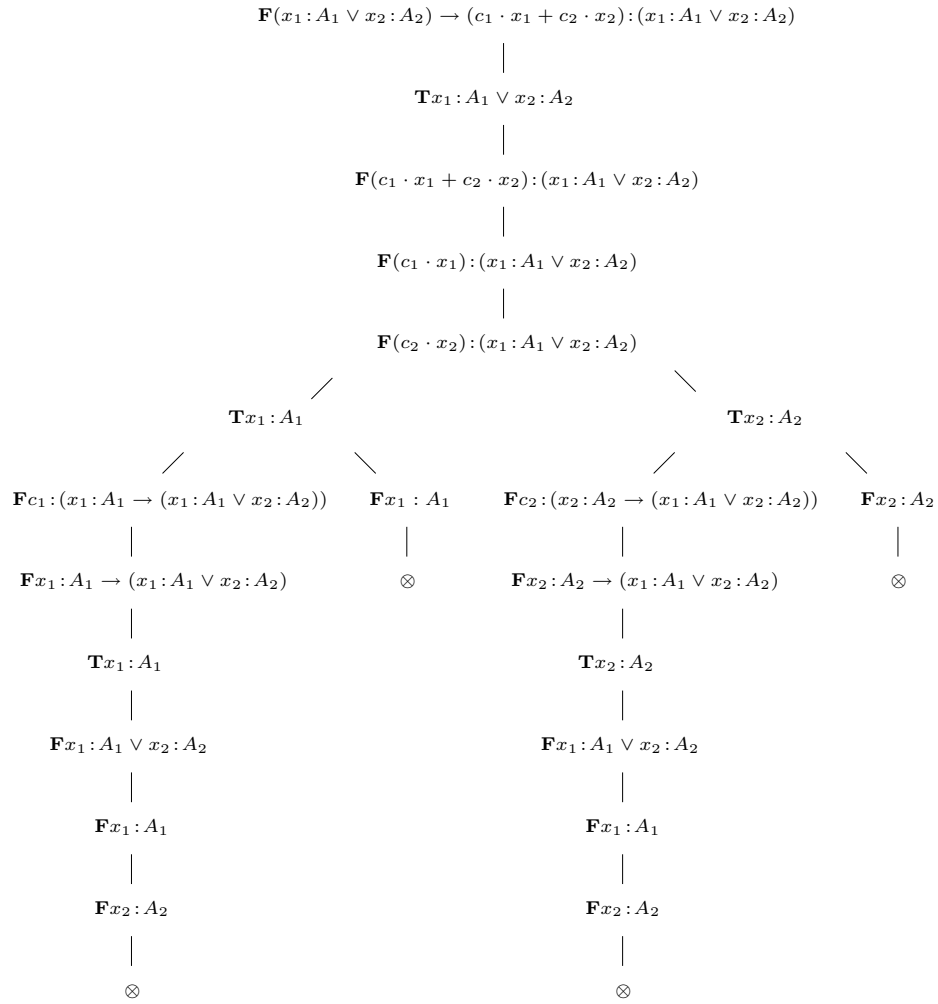 F(x₁:A₁ ∨ x₂:A₂) → (c₁ · x₁ + c₂ · x₂):(x₁:A₁ ∨ x₂:A₂)
Tx₁:A₁ ∨ x₂:A₂
F(c₁ · x₁ + c₂ · x₂):(x₁:A₁ ∨ x₂:A₂)
F(c₁ · x₁):(x₁:A₁ ∨ x₂:A₂)
F(c₂ · x₂):(x₁:A₁ ∨ x₂:A₂)
Tx₁:A₁ Tx₂:A₂
Fc₁:(x₁:A₁ → (x₁:A₁ ∨ x₂:A₂)) Fx₁ : A₁ Fc₂:(x₂:A₂ → (x₁:A₁ ∨ x₂:A₂)) Fx₂:A₂
Fx₁:A₁ → (x₁:A₁ ∨ x₂:A₂) ⊗ Fx₂:A₂ → (x₁:A₁ ∨ x₂:A₂) ⊗
Tx₁:A₁ Tx₂:A₂
Fx₁:A₁ ∨ x₂:A₂ Fx₁:A₁ ∨ x₂:A₂
Fx₁:A₁ Fx₁:A₁
Fx₂:A₂ Fx₂:A₂
⊗ ⊗